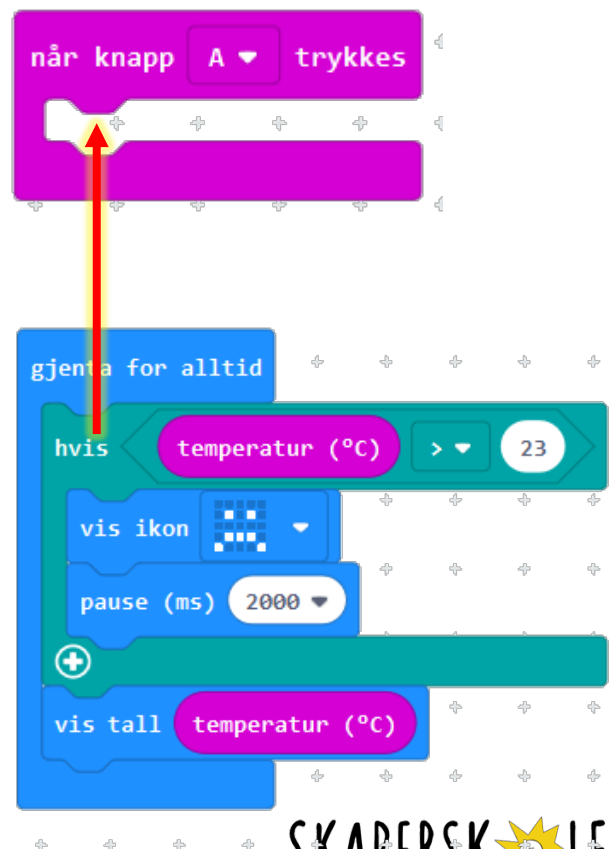 når knapp A trykkes
gjenta for alltid
hvis temperatur (°C) > 23
vis ikon
pause (ms) 2000
vis tall temperatur (°C)